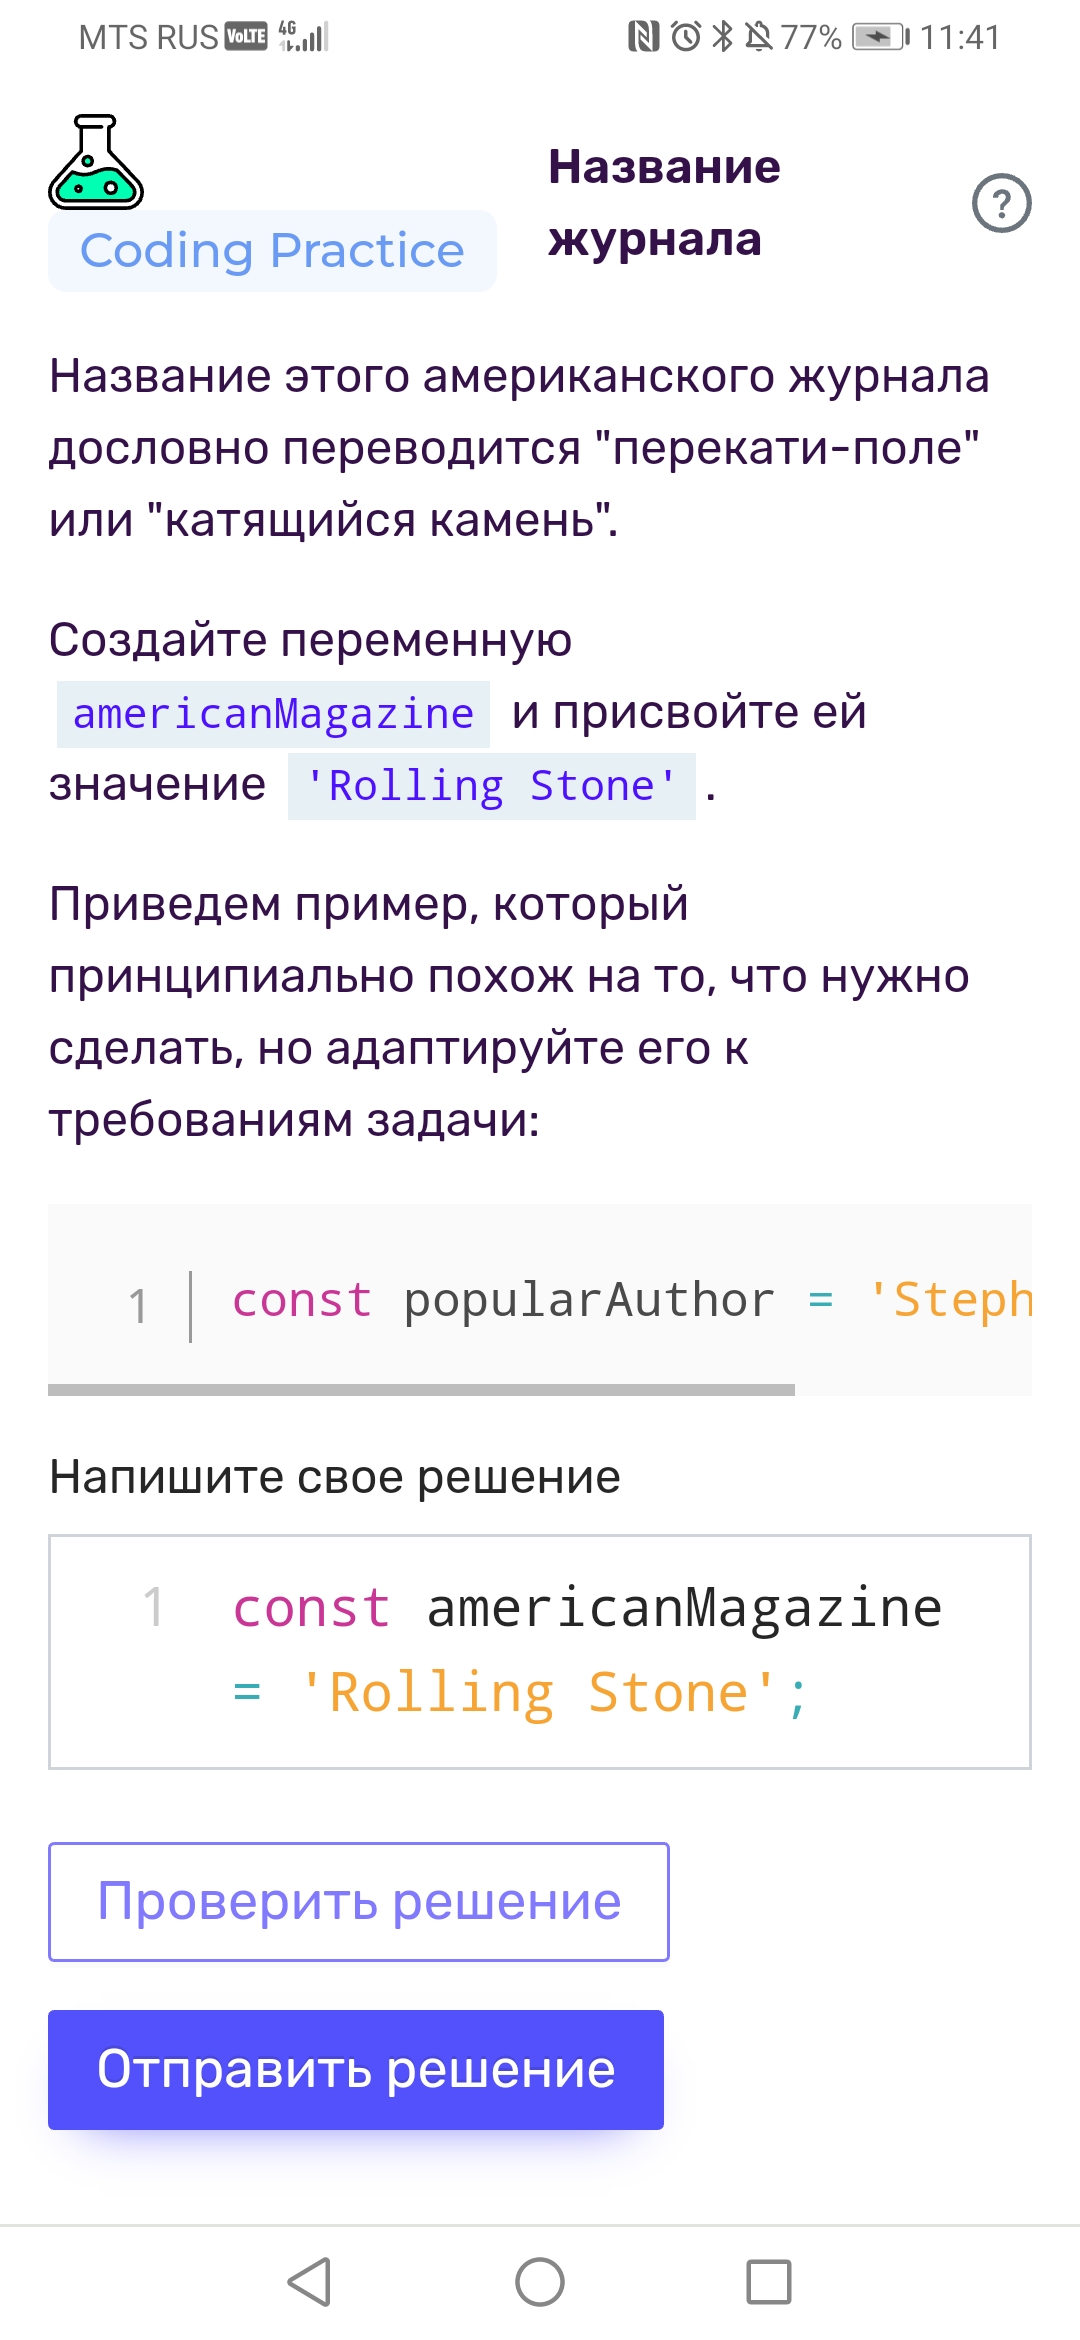 MTS RUS VoLTE 4G 77% 11:41
Coding Practice
Название
журнала
?
Название этого американского журнала
дословно переводится "перекати-поле"
или "катящийся камень".
Создайте переменную
americanMagazine и присвойте ей
значение 'Rolling Stone' .
Приведем пример, который
принципиально похож на то, что нужно
сделать, но адаптируйте его к
требованиям задачи:
1 const popularAuthor = 'Steph
Напишите свое решение
1 const americanMagazine
= 'Rolling Stone';
Проверить решение
Отправить решение